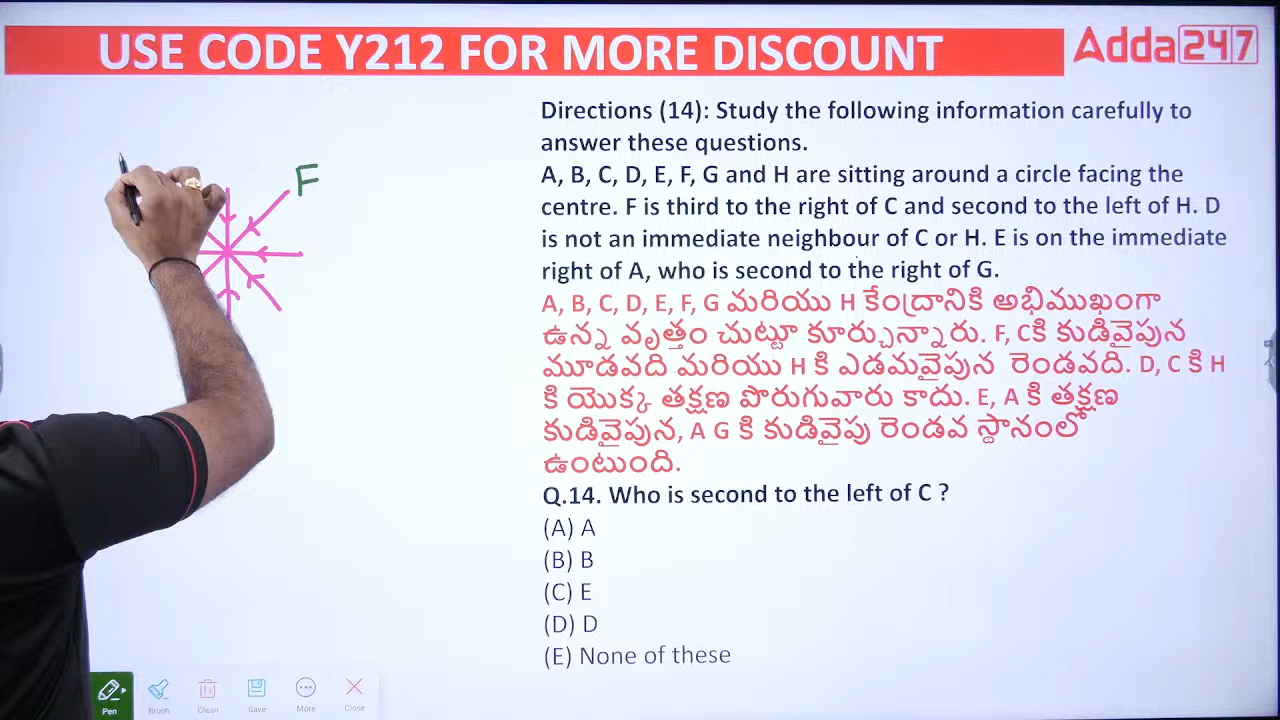 USE CODE Y212 FOR MORE DISCOUNT
Adda247
F
Directions (14): Study the following information carefully to
answer these questions.
A, B, C, D, E, F, G and H are sitting around a circle facing the
centre. F is third to the right of C and second to the left of H. D
is not an immediate neighbour of C or H. E is on the immediate
right of A, who is second to the right of G.
A, B, C, D, E, F, G మరియు H కేంద్రానికి అభిముఖంగా
ఉన్న వృత్తం చుట్టూ కూర్చున్నారు. F, Cకి కుడివైపున
మూడవది మరియు H కి ఎడమవైపున రెండవది. D, C కి H
కి యొక్క తక్షణ పొరుగువారు కాదు. E, A కి తక్షణ
కుడివైపున, A G కి కుడివైపు రెండవ స్థానంలో
ఉంటుంది.
Q.14. Who is second to the left of C ?
(A) A
(B) B
(C) E
(D) D
(E) None of these
Pen
Brush
Clean
Save
More
Close